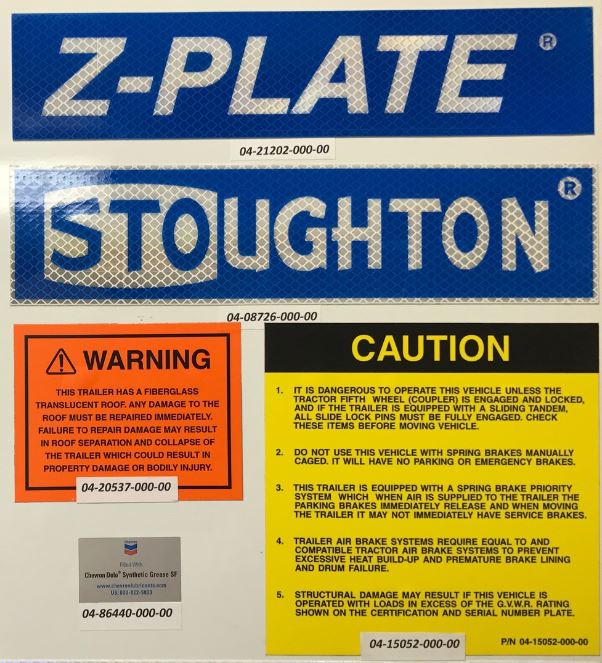 Z-PLATE ®
04-21202-000-00
STOUGHTON ®
04-08726-000-00
WARNING
THIS TRAILER HAS A FIBERGLASS
TRANSLUCENT ROOF. ANY DAMAGE TO THE
ROOF MUST BE REPAIRED IMMEDIATELY.
FAILURE TO REPAIR DAMAGE MAY RESULT
IN ROOF SEPARATION AND COLLAPSE OF
THE TRAILER WHICH COULD RESULT IN
PROPERTY DAMAGE OR BODILY INJURY.
04-20537-000-00
Filled With
Chevron Delo® Synthetic Grease SF
www.chevronlubricants.com
04-86440-000-00
CAUTION
1. IT IS DANGEROUS TO OPERATE THIS VEHICLE UNLESS THE
TRACTOR FIFTH WHEEL (COUPLER) IS ENGAGED AND LOCKED,
AND IF THE TRAILER IS EQUIPPED WITH A SLIDING TANDEM,
ALL SLIDE LOCK PINS MUST BE FULLY ENGAGED. CHECK
THESE ITEMS BEFORE MOVING VEHICLE.
2. DO NOT USE THIS VEHICLE WITH SPRING BRAKES MANUALLY
CAGED. IT WILL HAVE NO PARKING OR EMERGENCY BRAKES.
3. THIS TRAILER IS EQUIPPED WITH A SPRING BRAKE PRIORITY
SYSTEM WHICH WHEN AIR IS SUPPLIED TO THE TRAILER THE
PARKING BRAKES IMMEDIATELY RELEASE AND WHEN MOVING
THE TRAILER IT MAY NOT IMMEDIATELY HAVE SERVICE BRAKES.
4. TRAILER AIR BRAKE SYSTEMS REQUIRE EQUAL TO AND
COMPATIBLE TRACTOR AIR BRAKE SYSTEMS TO PREVENT
EXCESSIVE HEAT BUILD-UP AND PREMATURE BRAKE LINING
AND DRUM FAILURE.
5. STRUCTURAL DAMAGE MAY RESULT IF THIS VEHICLE IS
OPERATED WITH LOADS IN EXCESS OF THE G.V.W.R. RATING
SHOWN ON THE CERTIFICATION AND SERIAL NUMBER PLATE.
P/N 04-15052-000-00
04-15052-000-00